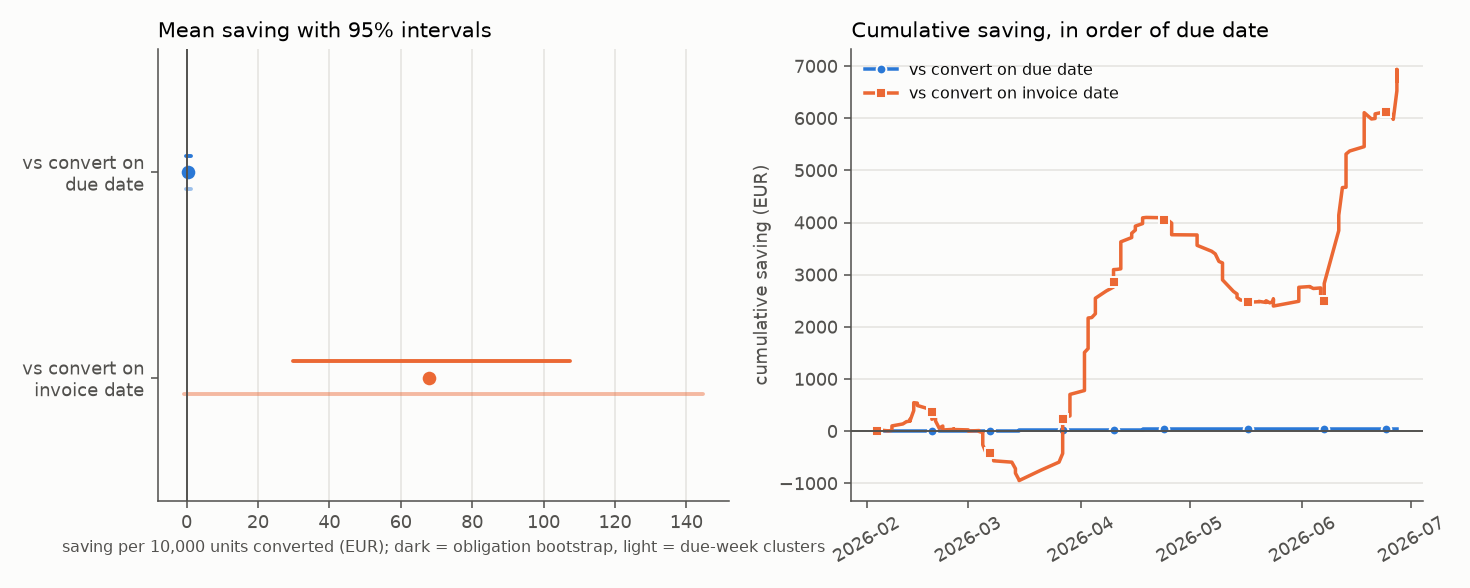 Mean saving with 95% intervals
vs convert on
due date
vs convert on
invoice date
0 20 40 60 80 100 120 140
saving per 10,000 units converted (EUR); dark = obligation bootstrap, light = due-week clusters
Cumulative saving, in order of due date
vs convert on due date
vs convert on invoice date
cumulative saving (EUR)
7000
6000
5000
4000
3000
2000
1000
0
−1000
2026-02 2026-03 2026-04 2026-05 2026-06 2026-07